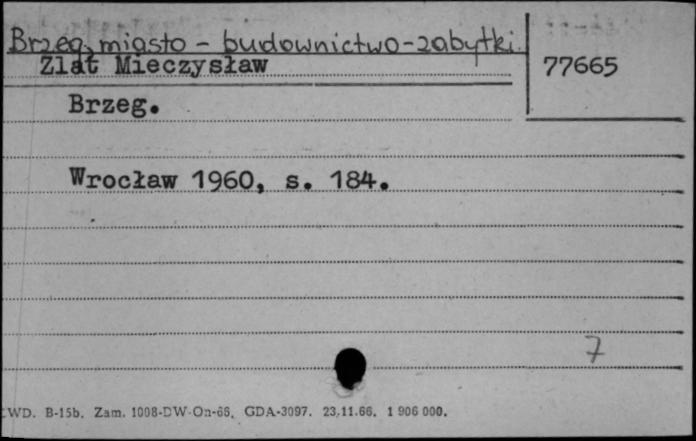 Brzeg, miasto - budownictwo - zabytki.
Zlat Mieczysław
77665
Brzeg.
Wrocław 1960, s. 184.
7
WD. B-15b. Zam. 1008-DW-On-66. GDA-3097. 23.11.66. 1 906 000.